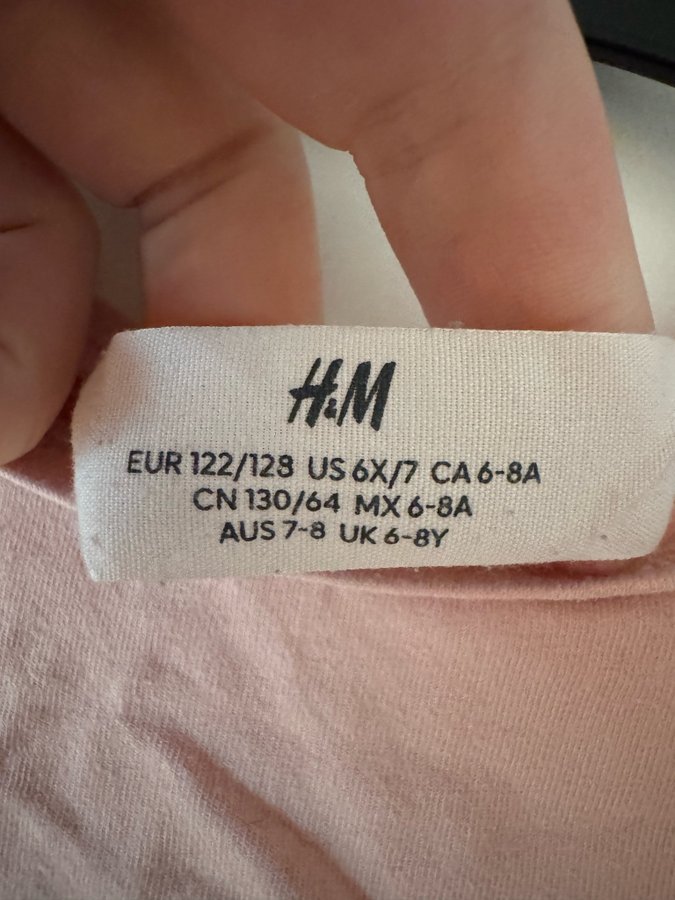 H&M
EUR 122/128 US 6X/7 CA 6-8A
CN 130/64 MX 6-8A
AUS 7-8 UK 6-8Y